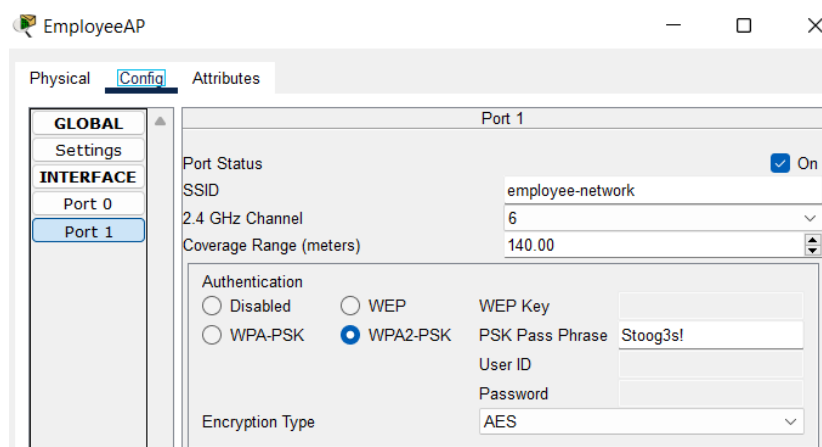 EmployeeAP
Physical Config Attributes
GLOBAL
Settings
INTERFACE
Port 0
Port 1
Port 1
Port Status On
SSID employee-network
2.4 GHz Channel 6
Coverage Range (meters) 140.00
Authentication
Disabled WEP WEP Key
WPA-PSK WPA2-PSK PSK Pass Phrase Stoog3s!
User ID
Password
Encryption Type AES